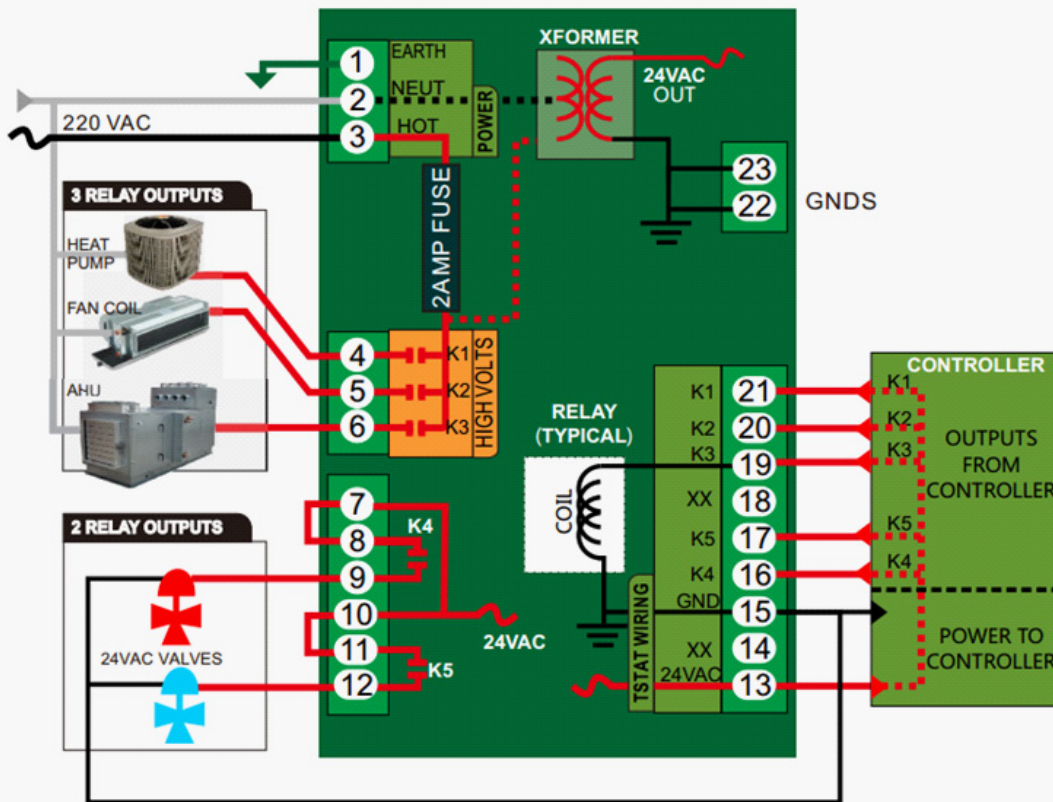 XFORMER
1 EARTH
2 NEUT
3 HOT
POWER
24VAC
OUT
220 VAC
2AMP FUSE
23
22
GNDS
3 RELAY OUTPUTS
HEAT
PUMP
FAN COIL
AHU
4 K1
5 K2
6 K3
HIGH VOLTS
RELAY
(TYPICAL)
COIL
K1 21
K2 20
K3 19
XX 18
K5 17
K4 16
GND 15
XX 14
24VAC 13
TSTAT WIRING
CONTROLLER
K1
K2
K3
OUTPUTS
FROM
CONTROLLER
K5
K4
POWER TO
CONTROLLER
2 RELAY OUTPUTS
24VAC VALVES
7
8
9
10
11
12
K4
24VAC
K5